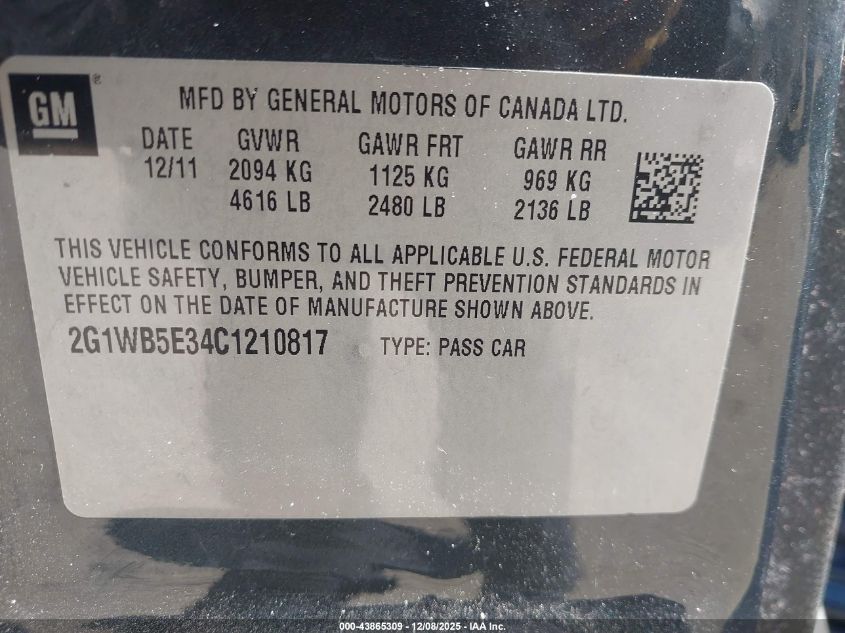 GM ®
MFD BY GENERAL MOTORS OF CANADA LTD.
DATE GVWR GAWR FRT GAWR RR
12/11 2094 KG 1125 KG 969 KG
4616 LB 2480 LB 2136 LB
THIS VEHICLE CONFORMS TO ALL APPLICABLE U.S. FEDERAL MOTOR
VEHICLE SAFETY, BUMPER, AND THEFT PREVENTION STANDARDS IN
EFFECT ON THE DATE OF MANUFACTURE SHOWN ABOVE.
2G1WB5E34C1210817 TYPE: PASS CAR
000-43865309 - 12/08/2025 - IAA Inc.